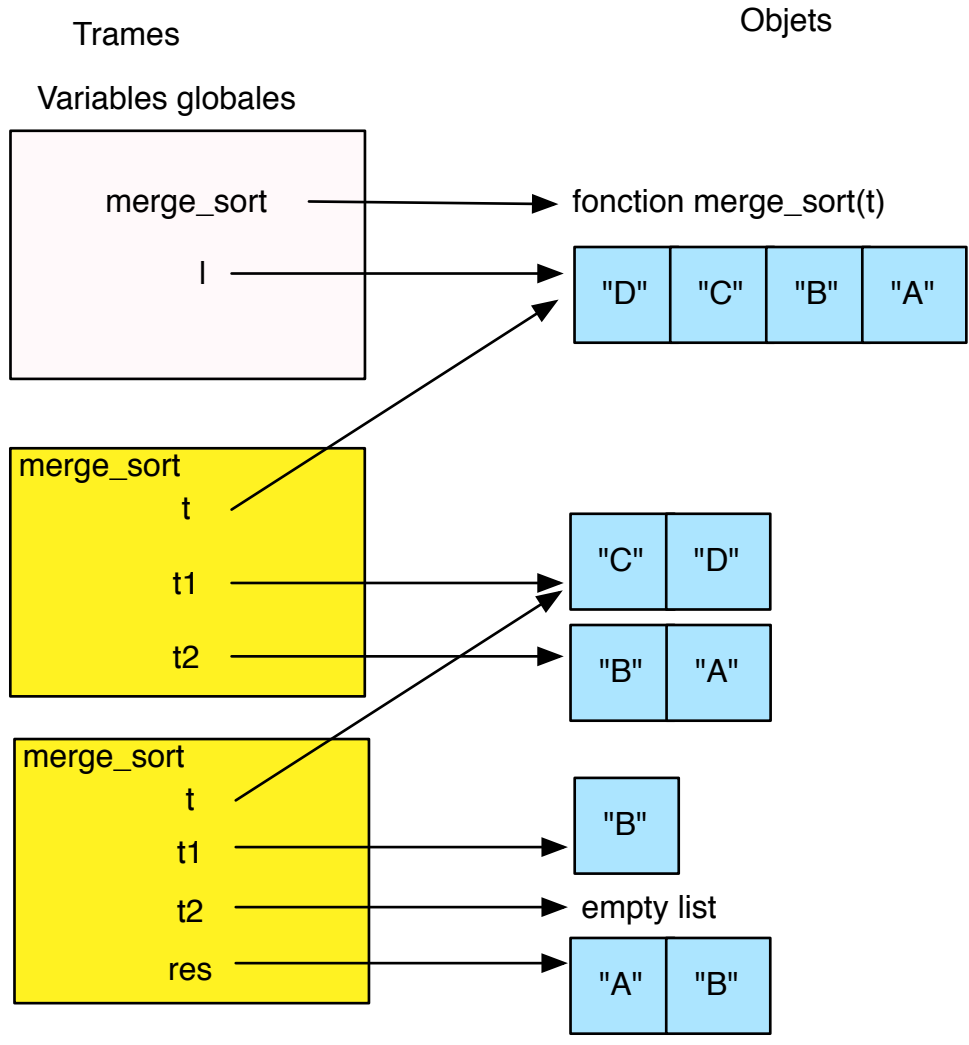 Trames
Objets
Variables globales
merge_sort
fonction merge_sort(t)
l
"D" "C" "B" "A"
merge_sort
t
t1
"C" "D"
t2
"B" "A"
merge_sort
t
t1
"B"
t2
empty list
res
"A" "B"